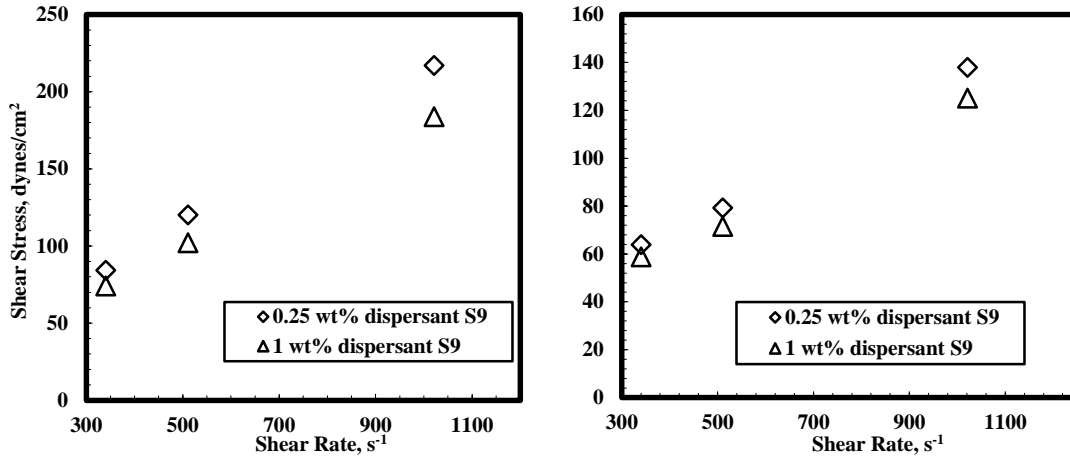 250
200
150
100
50
0
Shear Stress, dynes/cm²
300 500 700 900 1100
Shear Rate, s⁻¹
0.25 wt% dispersant S9
1 wt% dispersant S9
160
140
120
100
80
60
40
20
0
300 500 700 900 1100
Shear Rate, s⁻¹
0.25 wt% dispersant S9
1 wt% dispersant S9